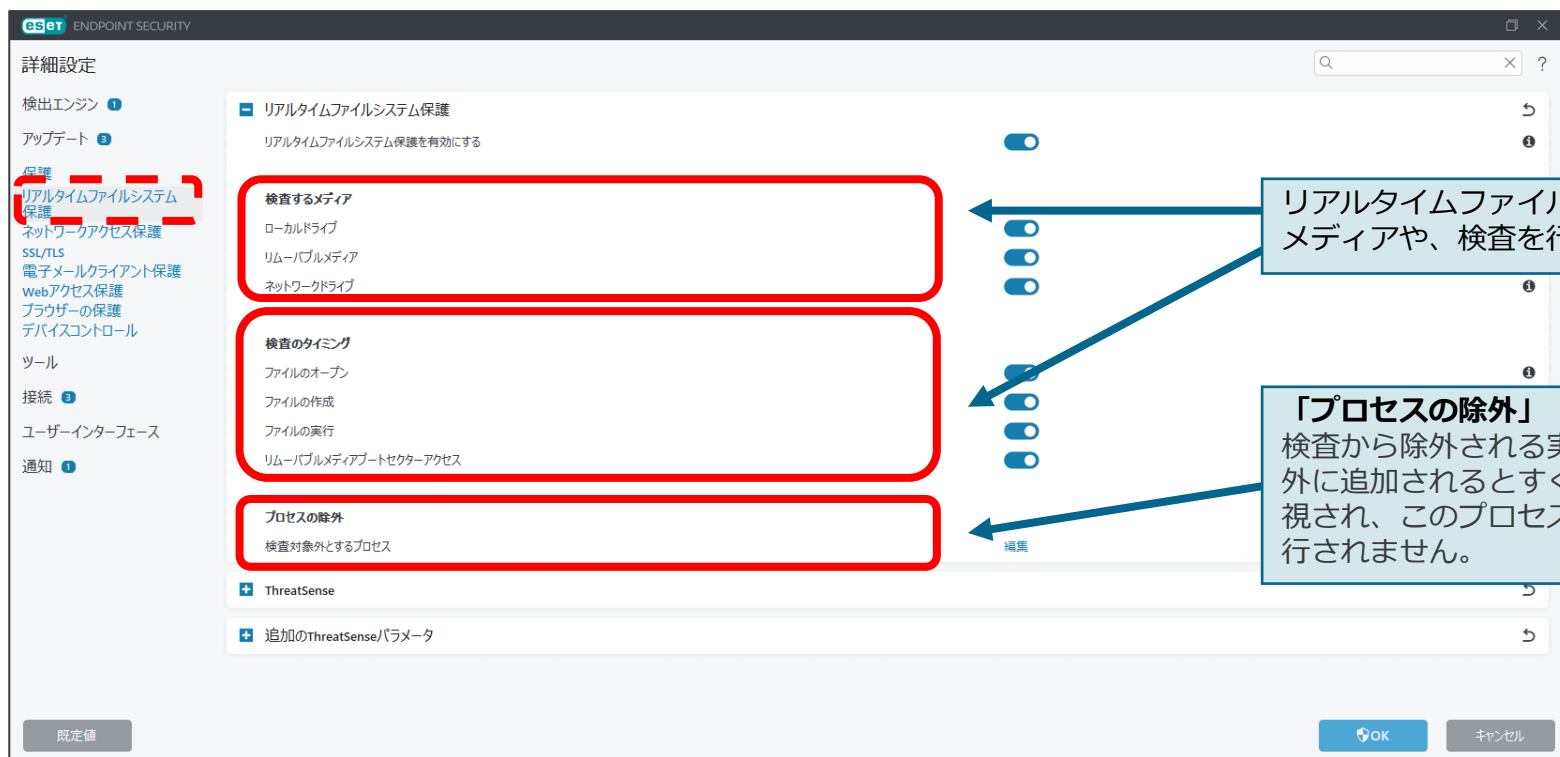 eset ENDPOINT SECURITY
詳細設定
?
検出エンジン 1
アップデート 3
保護
リアルタイムファイルシステム
保護
ネットワークアクセス保護
SSL/TLS
電子メールクライアント保護
Webアクセス保護
ブラウザーの保護
デバイスコントロール
ツール
接続 3
ユーザーインターフェース
通知 1
リアルタイムファイルシステム保護
リアルタイムファイルシステム保護を有効にする
検査するメディア
ローカルドライブ
リムーバブルメディア
ネットワークドライブ
検査のタイミング
ファイルのオープン
ファイルの作成
ファイルの実行
リムーバブルメディアブートセクターアクセス
プロセスの除外
検査対象外とするプロセス
編集
ThreatSense
追加のThreatSenseパラメータ
リアルタイムファイル
メディアや、検査を行
「プロセスの除外」
検査から除外される実
外に追加されるとすぐ
視され、このプロセス
行されません。
既定値
OK
キャンセル